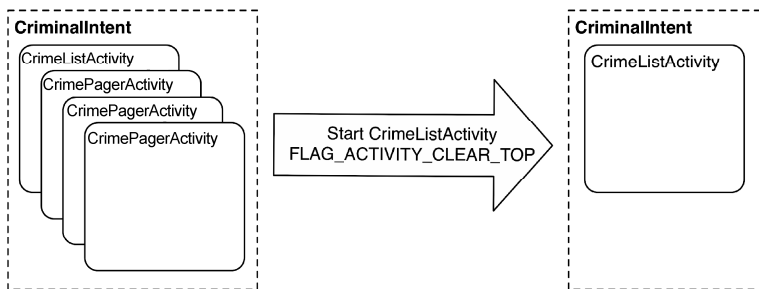 CriminalIntent
CrimeListActivity
CrimePagerActivity
CrimePagerActivity
CrimePagerActivity
Start CrimeListActivity
FLAG_ACTIVITY_CLEAR_TOP
CriminalIntent
CrimeListActivity